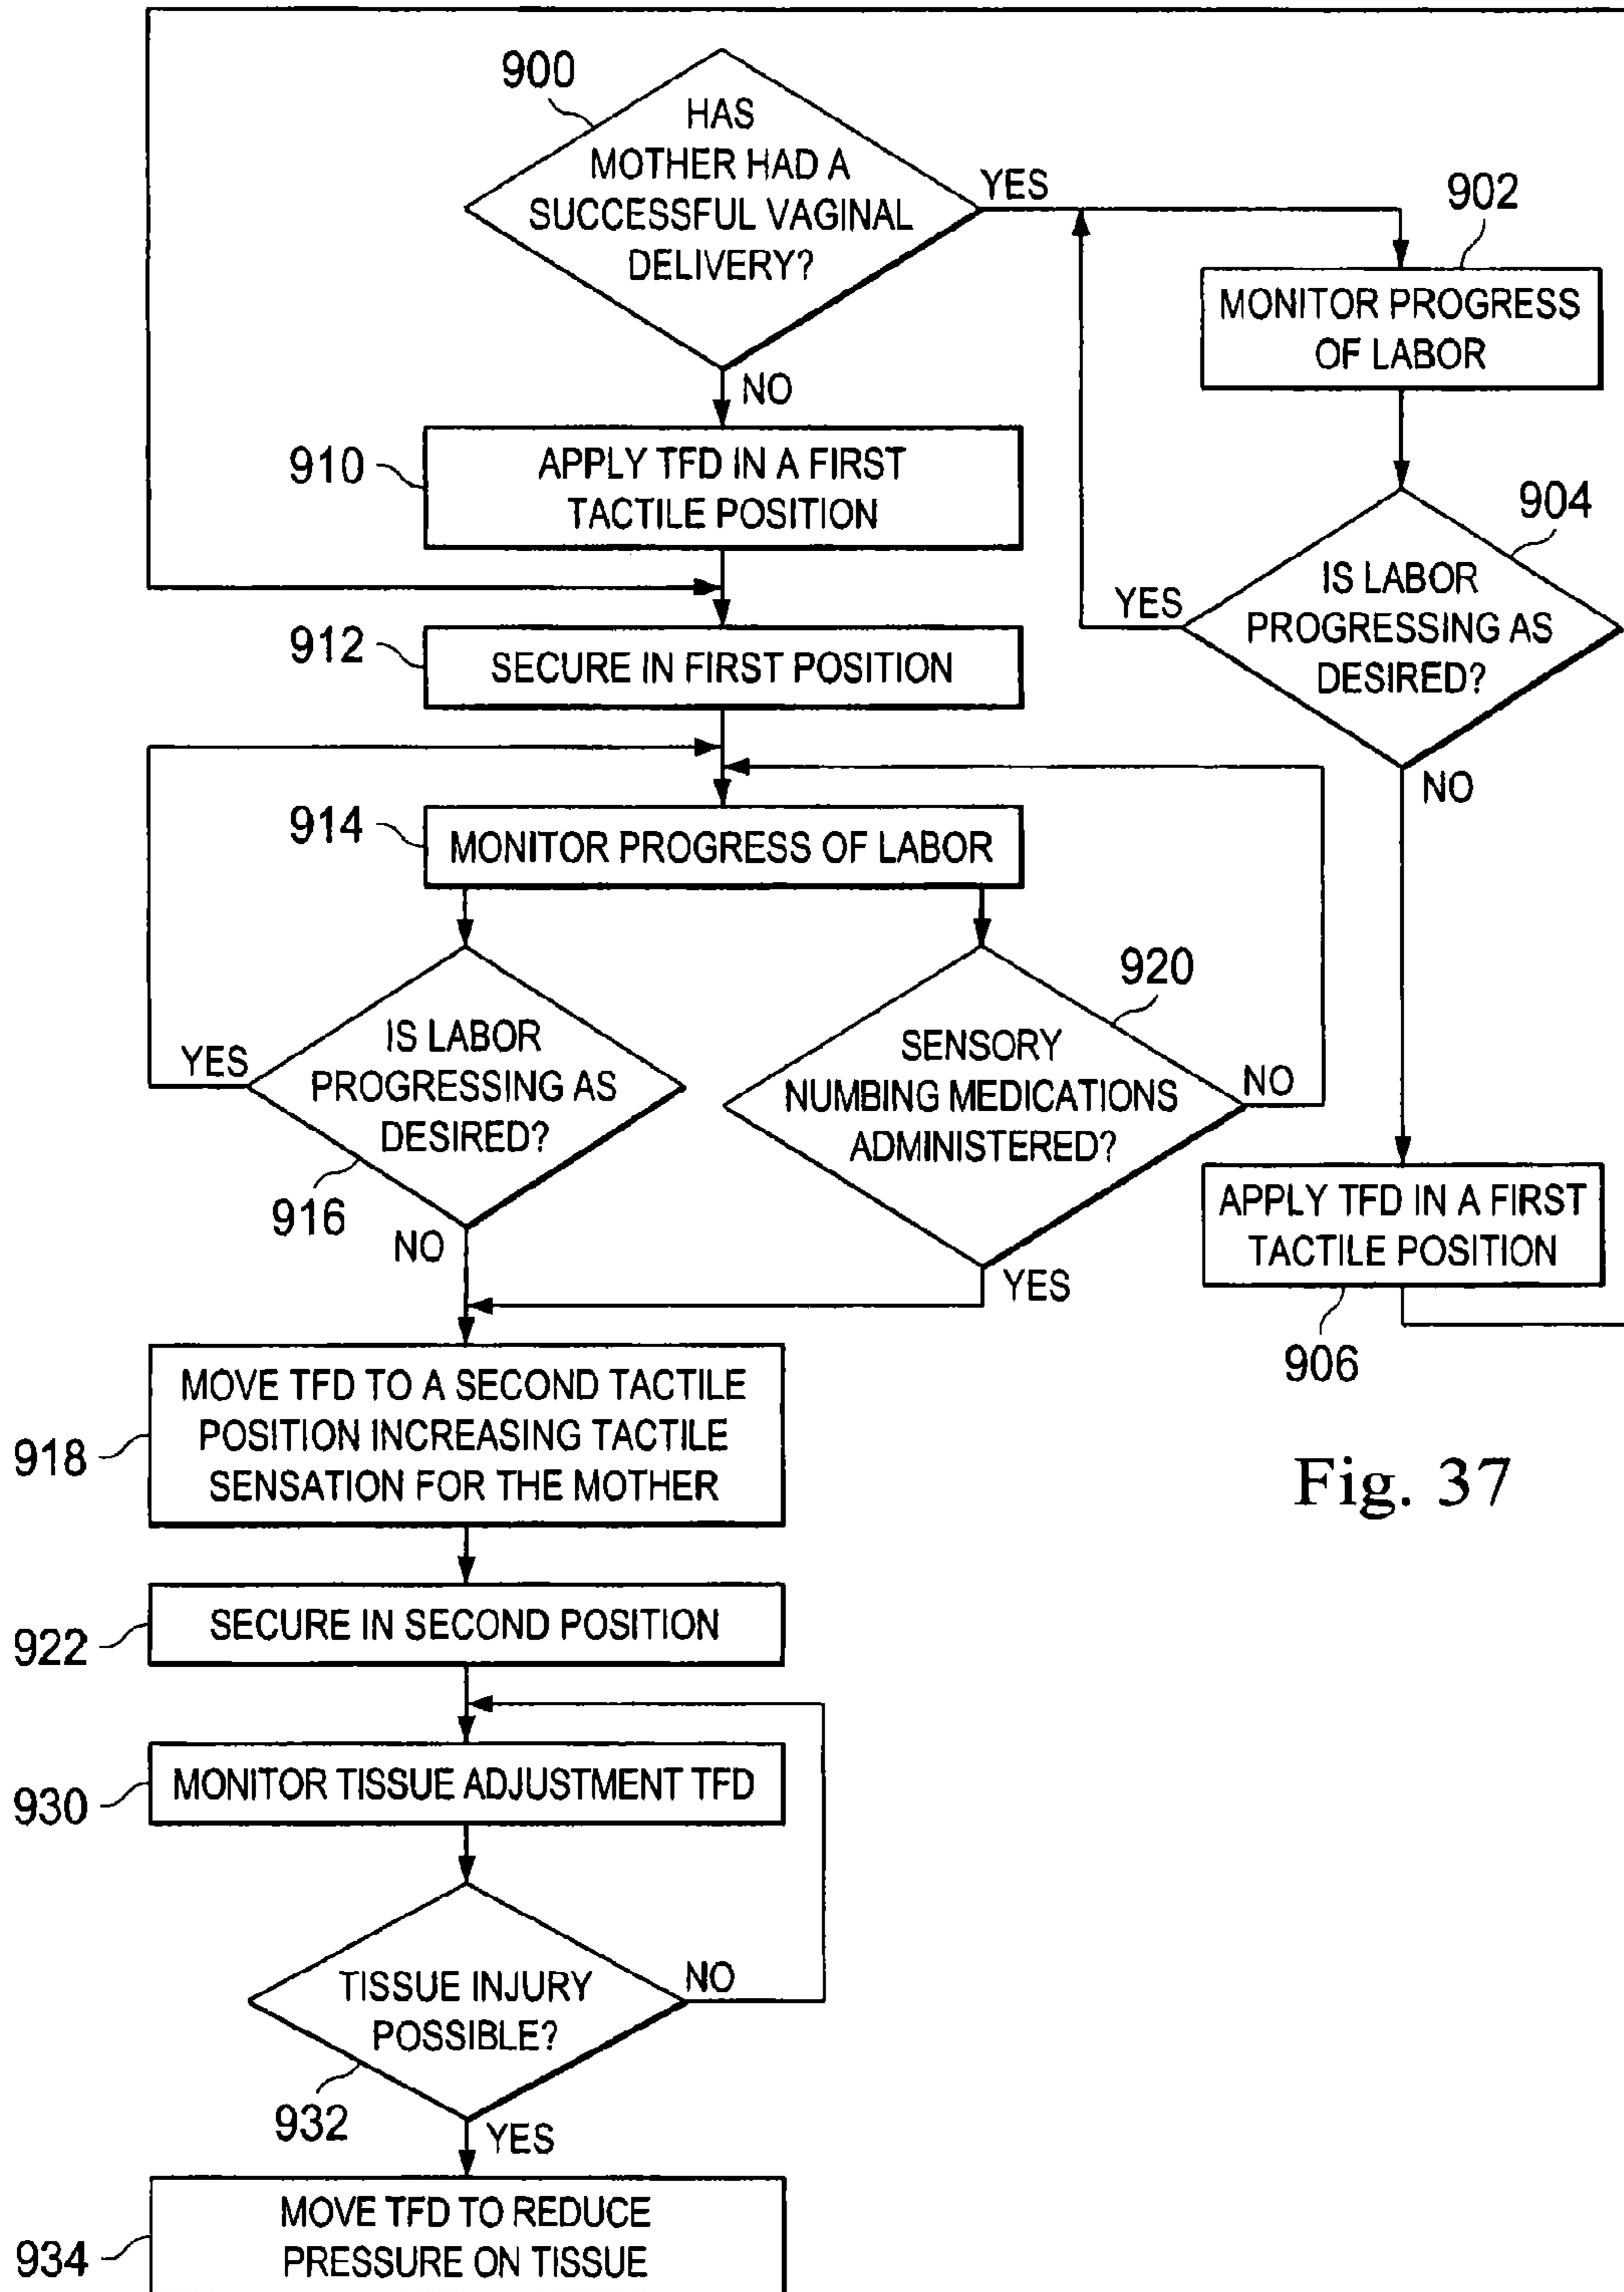 900
HAS
MOTHER HAD A
SUCCESSFUL VAGINAL
DELIVERY?
YES
902
MONITOR PROGRESS
OF LABOR
NO
910
APPLY TFD IN A FIRST
TACTILE POSITION
904
IS LABOR
PROGRESSING AS
DESIRED?
YES
NO
912
SECURE IN FIRST POSITION
914
MONITOR PROGRESS OF LABOR
920
IS LABOR
PROGRESSING AS
DESIRED?
YES
916
NO
SENSORY
NUMBING MEDICATIONS
ADMINISTERED?
NO
YES
APPLY TFD IN A FIRST
TACTILE POSITION
906
918
MOVE TFD TO A SECOND TACTILE
POSITION INCREASING TACTILE
SENSATION FOR THE MOTHER
Fig. 37
922
SECURE IN SECOND POSITION
930
MONITOR TISSUE ADJUSTMENT TFD
TISSUE INJURY
POSSIBLE?
NO
932
YES
934
MOVE TFD TO REDUCE
PRESSURE ON TISSUE